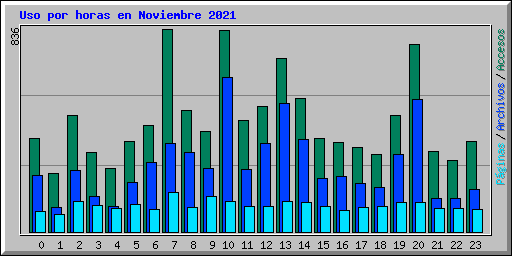 Uso por horas en Noviembre 2021
836
Páginas / Archivos / Accesos
0 1 2 3 4 5 6 7 8 9 10 11 12 13 14 15 16 17 18 19 20 21 22 23